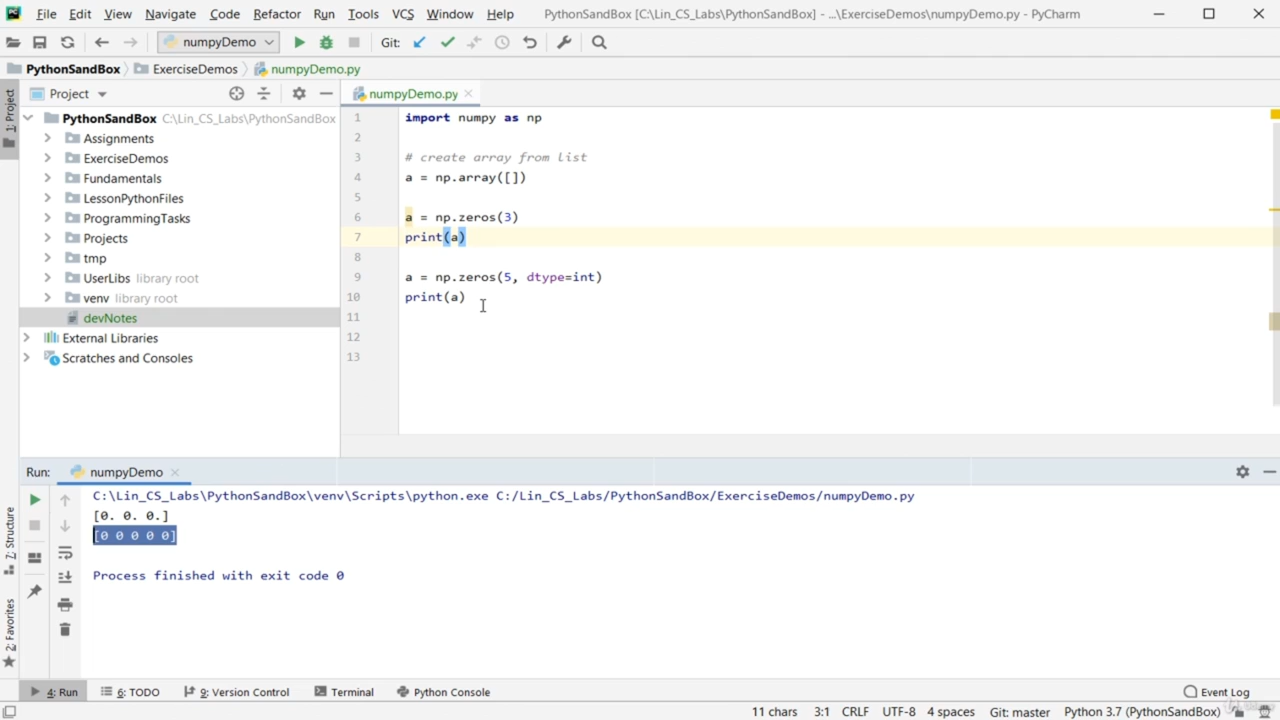 File Edit View Navigate Code Refactor Run Tools VCS Window Help PythonSandBox [C:\Lin_CS_Labs\PythonSandBox] - ...\ExerciseDemos\numpyDemo.py - PyCharm
numpyDemo Git:
PythonSandBox ExerciseDemos numpyDemo.py
1: Project
Project
numpyDemo.py
PythonSandBox C:\Lin_CS_Labs\PythonSandBox
Assignments
ExerciseDemos
Fundamentals
LessonPythonFiles
ProgrammingTasks
Projects
tmp
UserLibs library root
venv library root
devNotes
External Libraries
Scratches and Consoles
1 import numpy as np
2
3 # create array from list
4 a = np.array([])
5
6 a = np.zeros(3)
7 print(a)
8
9 a = np.zeros(5, dtype=int)
10 print(a)
11
12
13
Run: numpyDemo
C:\Lin_CS_Labs\PythonSandBox\venv\Scripts\python.exe C:/Lin_CS_Labs/PythonSandBox/ExerciseDemos/numpyDemo.py
[0. 0. 0.]
[0 0 0 0 0]
Process finished with exit code 0
Z: Structure
2: Favorites
4: Run 6: TODO 9: Version Control Terminal Python Console Event Log
11 chars 3:1 CRLF UTF-8 4 spaces Git: master Python 3.7 (PythonSandBox)